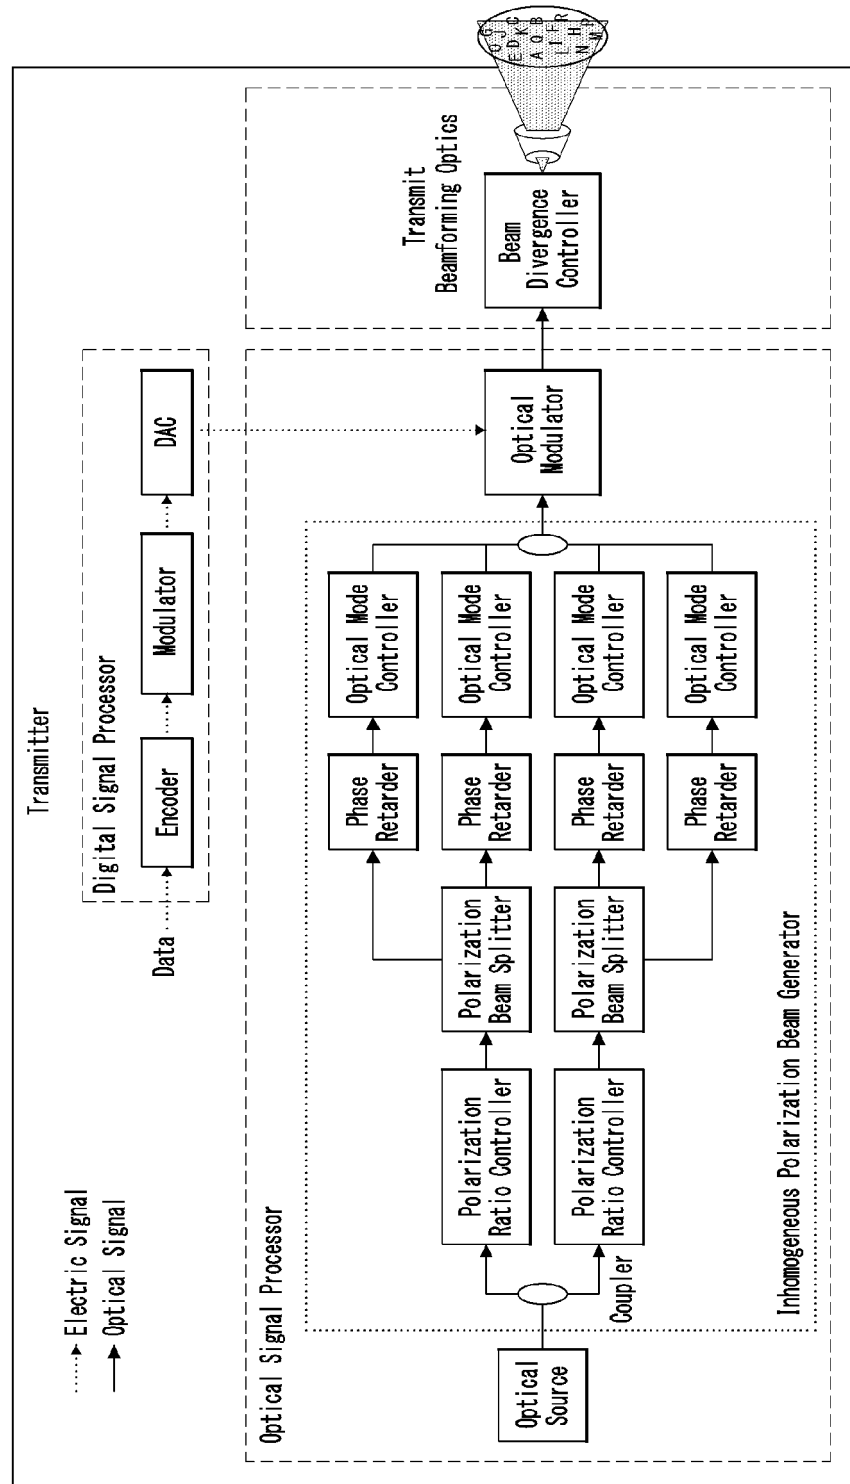 Transmitter
Electric Signal
Optical Signal
Digital Signal Processor
Data
Encoder
Modulator
DAC
Optical Signal Processor
Optical
Source
Coupler
Polarization
Ratio Controller
Polarization
Ratio Controller
Polarization
Beam Splitter
Polarization
Beam Splitter
Phase
Retarder
Phase
Retarder
Phase
Retarder
Phase
Retarder
Optical Mode
Controller
Optical Mode
Controller
Optical Mode
Controller
Optical Mode
Controller
Inhomogeneous Polarization Beam Generator
Optical
Modulator
Transmit
Beamforming Optics
Beam
Divergence
Controller
O G
J
E D K C
A Q B
L I F R
N H
M P